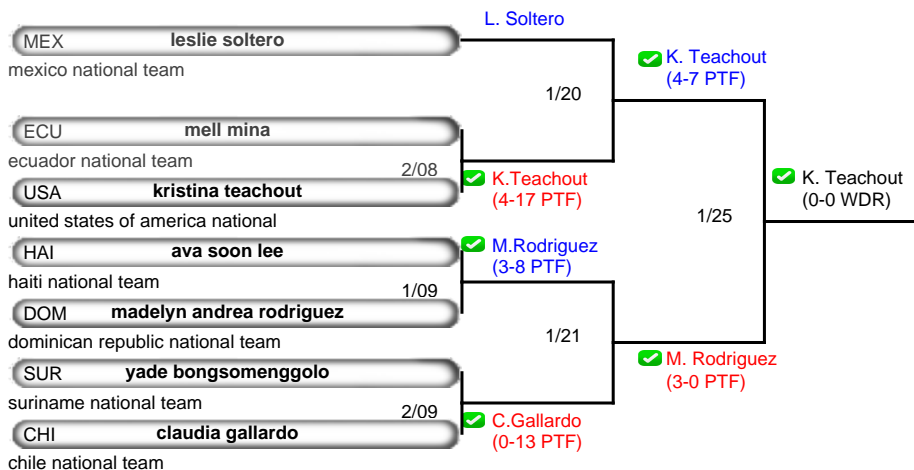 L. Soltero
MEX leslie soltero
mexico national team
K. Teachout
(4-7 PTF)
1/20
ECU mell mina
ecuador national team
2/08
USA kristina teachout
united states of america national
K.Teachout
(4-17 PTF)
K. Teachout
(0-0 WDR)
1/25
HAI ava soon lee
haiti national team
M.Rodriguez
(3-8 PTF)
1/09
DOM madelyn andrea rodriguez
dominican republic national team
1/21
M. Rodriguez
(3-0 PTF)
SUR yade bongsomenggolo
suriname national team
2/09
CHI claudia gallardo
chile national team
C.Gallardo
(0-13 PTF)